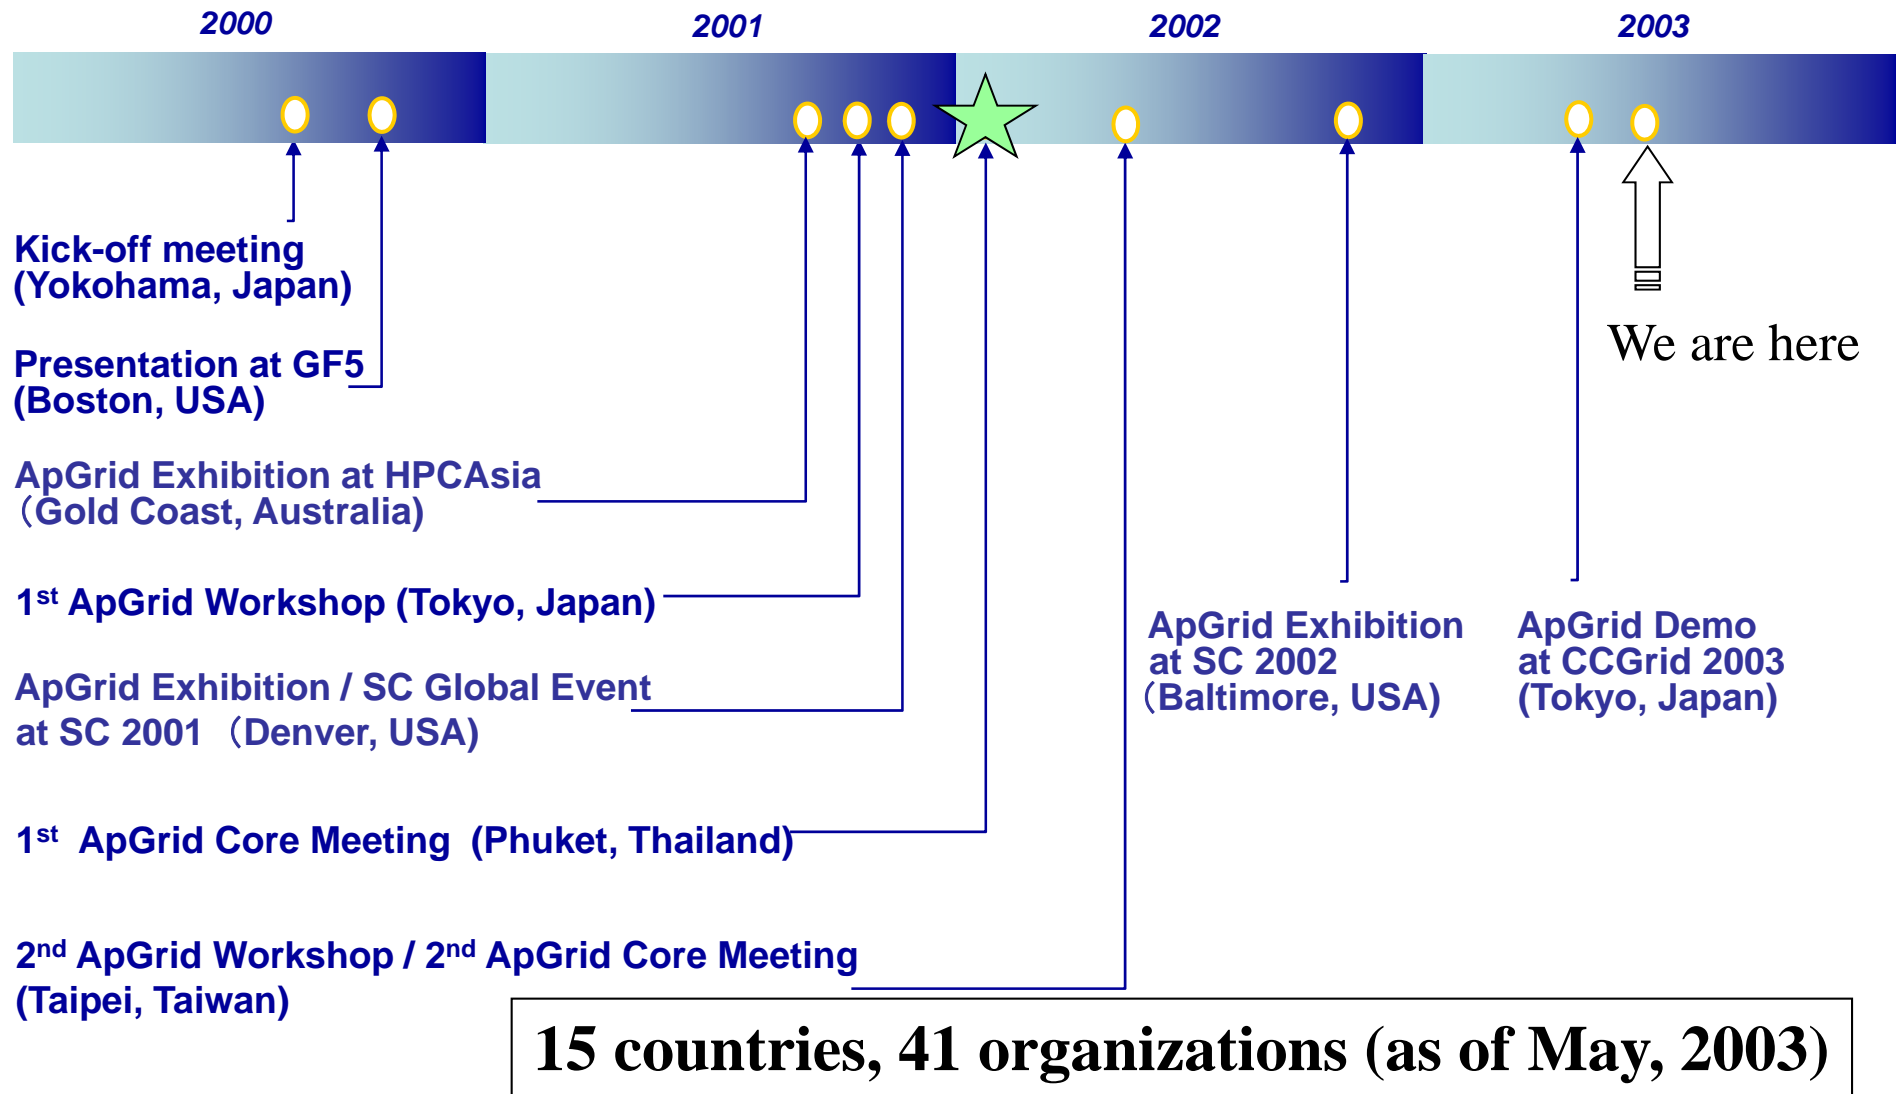 2000
2001
2002
2003
Kick-off meeting
(Yokohama, Japan)
Presentation at GF5
(Boston, USA)
We are here
ApGrid Exhibition at HPCAsia
（Gold Coast, Australia)
1st ApGrid Workshop (Tokyo, Japan)
ApGrid Exhibition / SC Global Event
at SC 2001（Denver, USA)
ApGrid Exhibition
at SC 2002
（Baltimore, USA)
ApGrid Demo
at CCGrid 2003
(Tokyo, Japan)
1st ApGrid Core Meeting (Phuket, Thailand)
2nd ApGrid Workshop / 2nd ApGrid Core Meeting
(Taipei, Taiwan)
15 countries, 41 organizations (as of May, 2003)